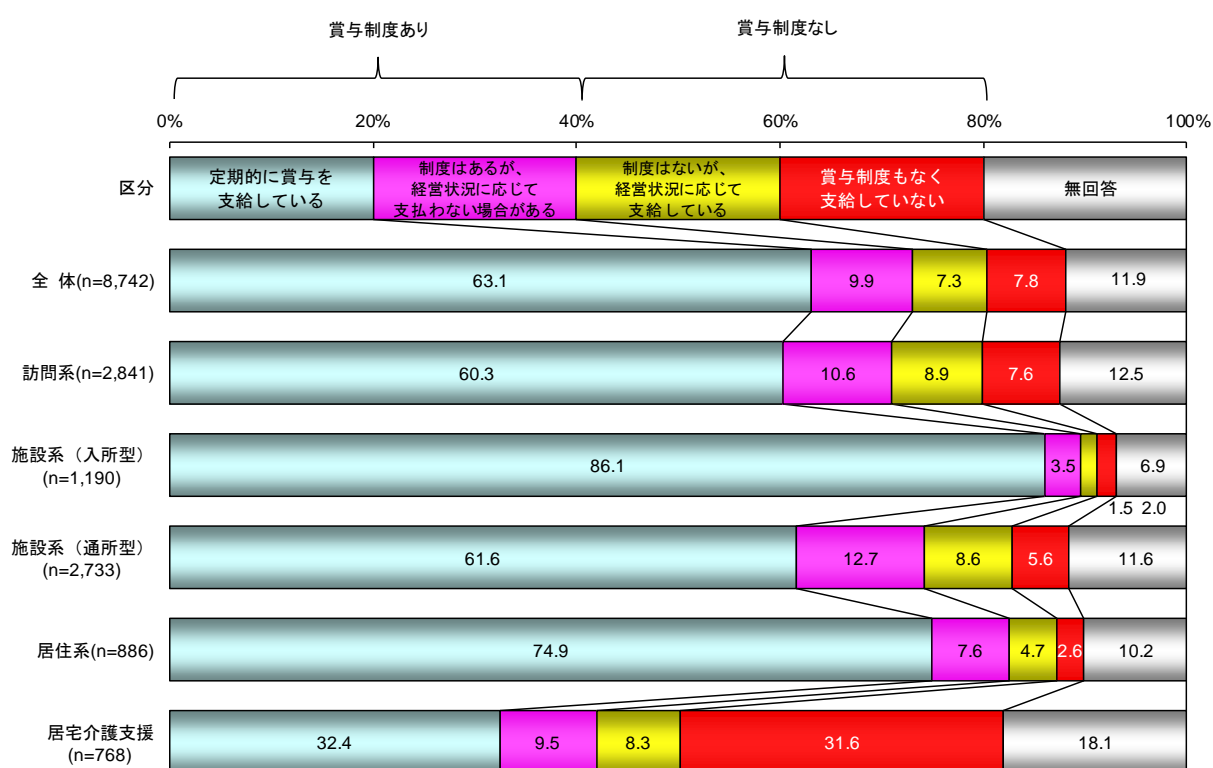 賞与制度あり
賞与制度なし
0% 20% 40% 60% 80% 100%
区分
定期的に賞与を
支給している
制度はあるが、
経営状況に応じて
支払わない場合がある
制度はないが、
経営状況に応じて
支給している
賞与制度もなく
支給していない
無回答
全 体(n=8,742)
63.1 9.9 7.3 7.8 11.9
訪問系(n=2,841)
60.3 10.6 8.9 7.6 12.5
施設系（入所型）
(n=1,190)
86.1 3.5 6.9
1.5 2.0
施設系（通所型）
(n=2,733)
61.6 12.7 8.6 5.6 11.6
居住系(n=886)
74.9 7.6 4.7 2.6 10.2
居宅介護支援
(n=768)
32.4 9.5 8.3 31.6 18.1